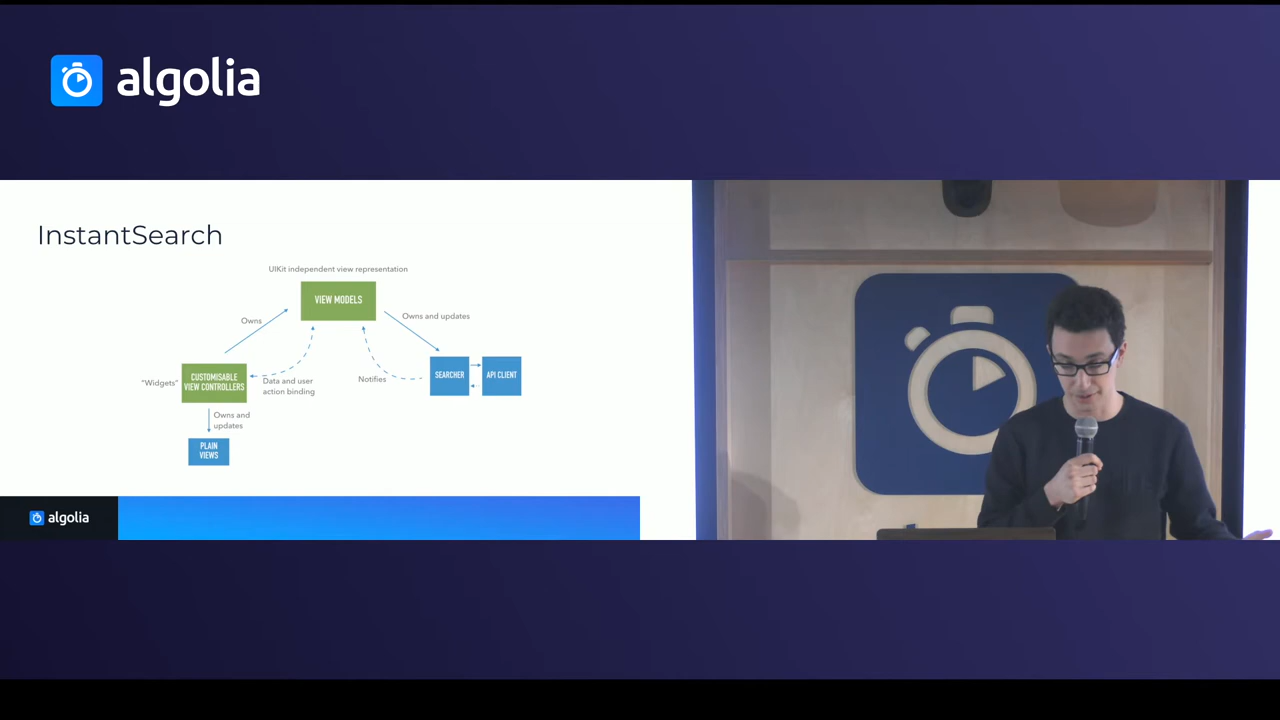 algolia
InstantSearch
UIKit independent view representation
VIEW MODELS
Owns
Owns and updates
"Widgets"
CUSTOMISABLE
VIEW CONTROLLERS
Data and user
action binding
Notifies
SEARCHER
API CLIENT
Owns and
updates
PLAIN
VIEWS
algolia